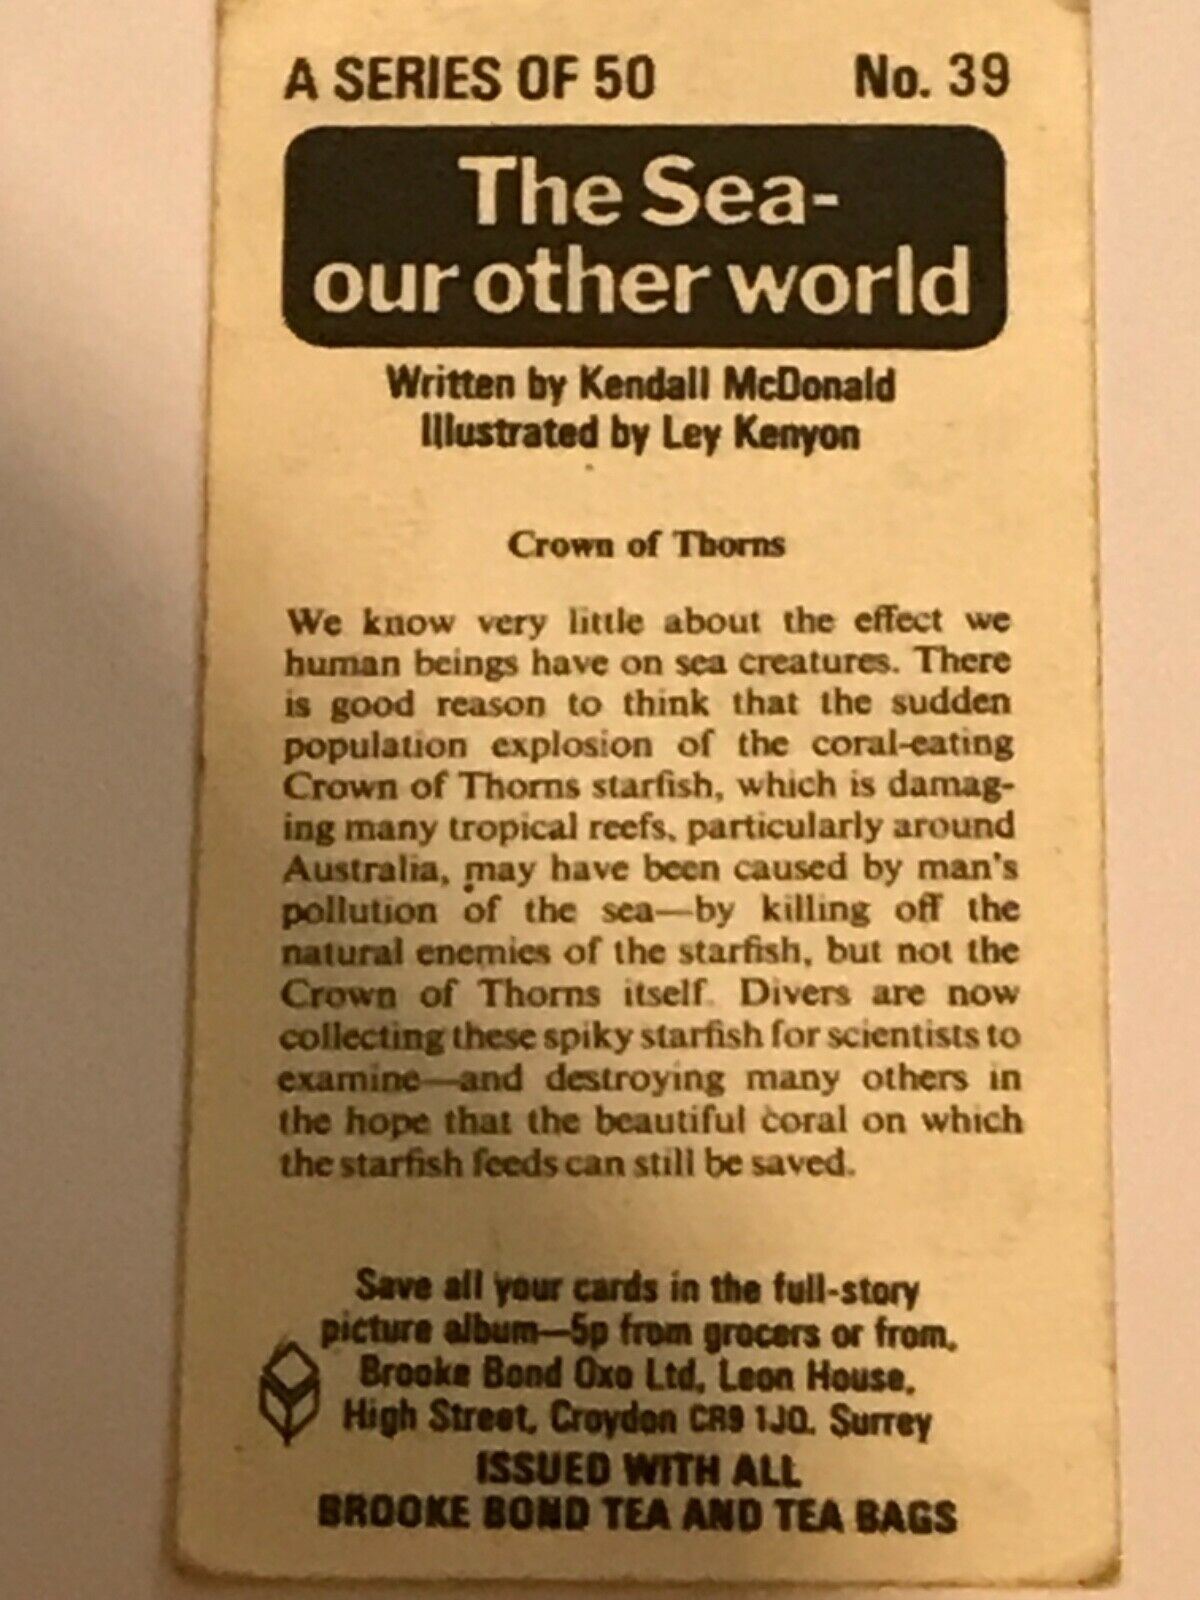 A SERIES OF 50 No. 39
The Sea-
our other world
Written by Kendall McDonald
Illustrated by Ley Kenyon
Crown of Thorns
We know very little about the effect we
human beings have on sea creatures. There
is good reason to think that the sudden
population explosion of the coral-eating
Crown of Thorns starfish, which is damag-
ing many tropical reefs, particularly around
Australia, may have been caused by man's
pollution of the sea—by killing off the
natural enemies of the starfish, but not the
Crown of Thorns itself. Divers are now
collecting these spiky starfish for scientists to
examine—and destroying many others in
the hope that the beautiful coral on which
the starfish feeds can still be saved.
Save all your cards in the full-story
picture album—5p from grocers or from,
Brooke Bond Oxo Ltd, Leon House,
High Street, Croydon CR9 1JQ. Surrey
ISSUED WITH ALL
BROOKE BOND TEA AND TEA BAGS